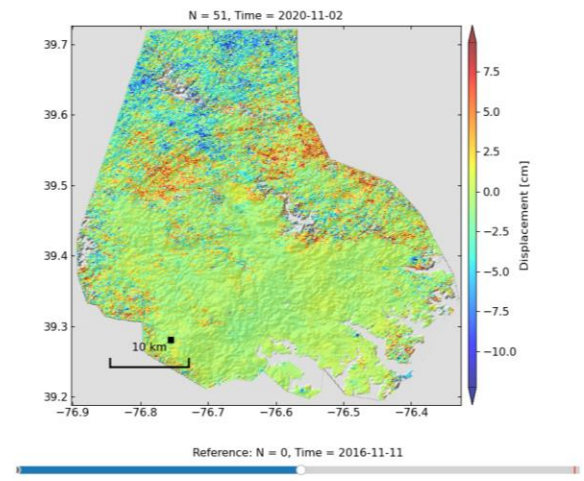 N = 51, Time = 2020-11-02
39.7
39.6
39.5
39.4
39.3
39.2
10 km
−76.9 −76.8 −76.7 −76.6 −76.5 −76.4
7.5
5.0
2.5
0.0
−2.5
−5.0
−7.5
−10.0
Displacement [cm]
Reference: N = 0, Time = 2016-11-11